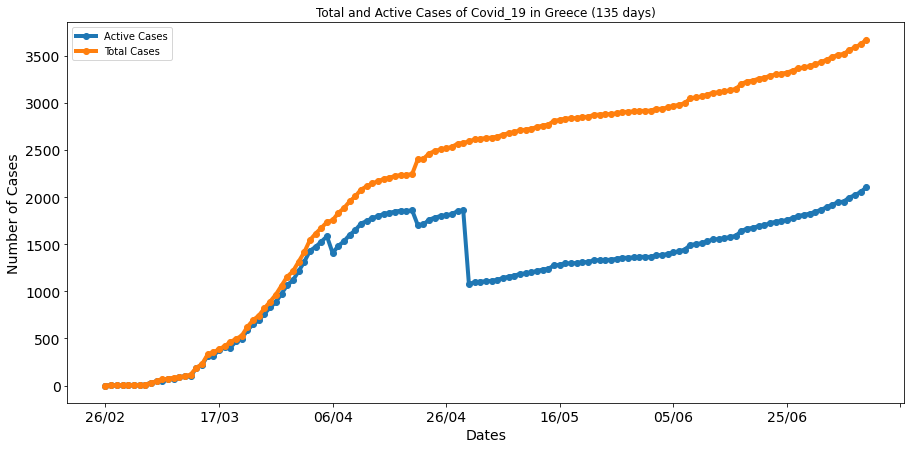 Total and Active Cases of Covid_19 in Greece (135 days)
Active Cases
Total Cases
Number of Cases
3500
3000
2500
2000
1500
1000
500
0
26/02 17/03 06/04 26/04 16/05 05/06 25/06
Dates